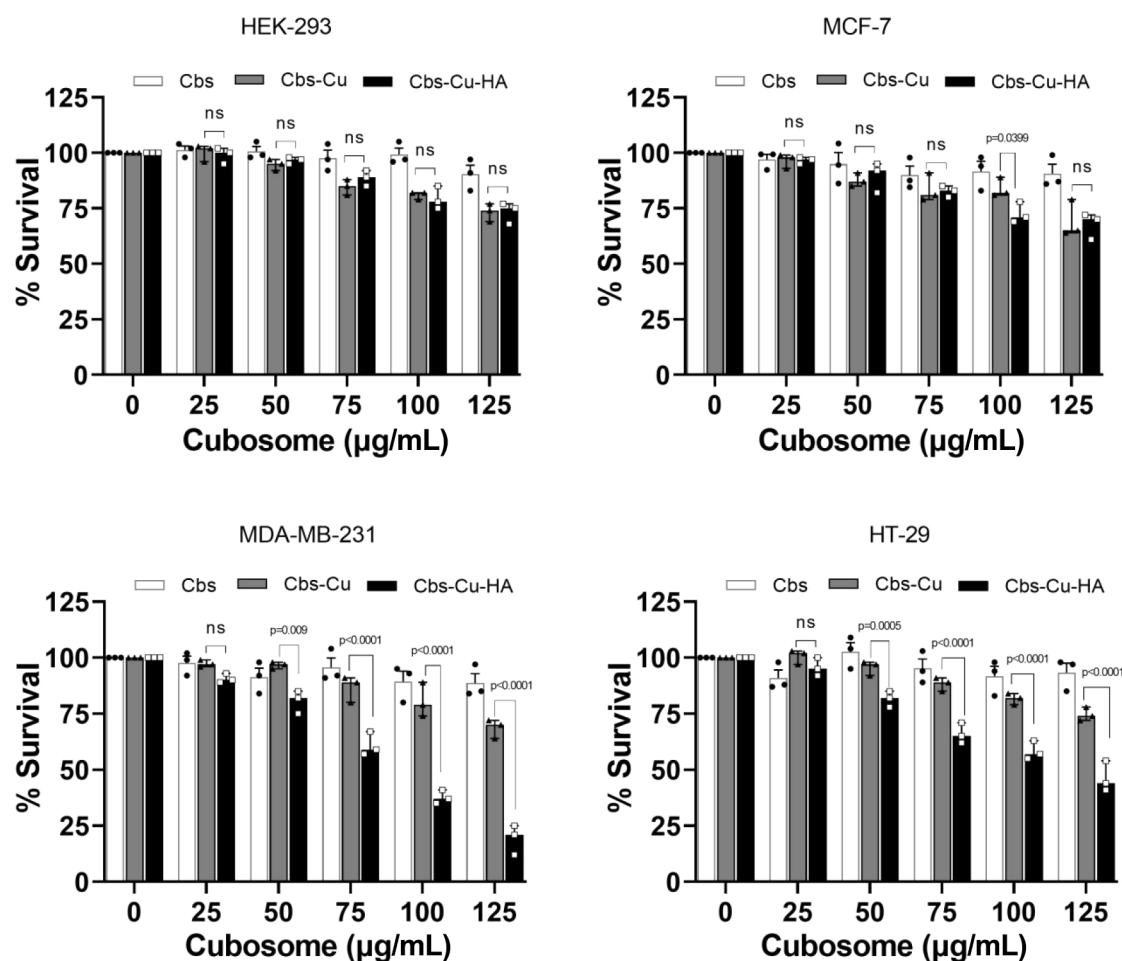 HEK-293
Cbs Cbs-Cu Cbs-Cu-HA
% Survival
125
100
75
50
25
0
ns ns ns ns ns
0 25 50 75 100 125
Cubosome (µg/mL)
MCF-7
Cbs Cbs-Cu Cbs-Cu-HA
% Survival
125
100
75
50
25
0
ns ns ns p=0.0399 ns
0 25 50 75 100 125
Cubosome (µg/mL)
MDA-MB-231
Cbs Cbs-Cu Cbs-Cu-HA
% Survival
125
100
75
50
25
0
ns p=0.009 p<0.0001 p<0.0001 p<0.0001
0 25 50 75 100 125
Cubosome (µg/mL)
HT-29
Cbs Cbs-Cu Cbs-Cu-HA
% Survival
125
100
75
50
25
0
ns p=0.0005 p<0.0001 p<0.0001 p<0.0001
0 25 50 75 100 125
Cubosome (µg/mL)